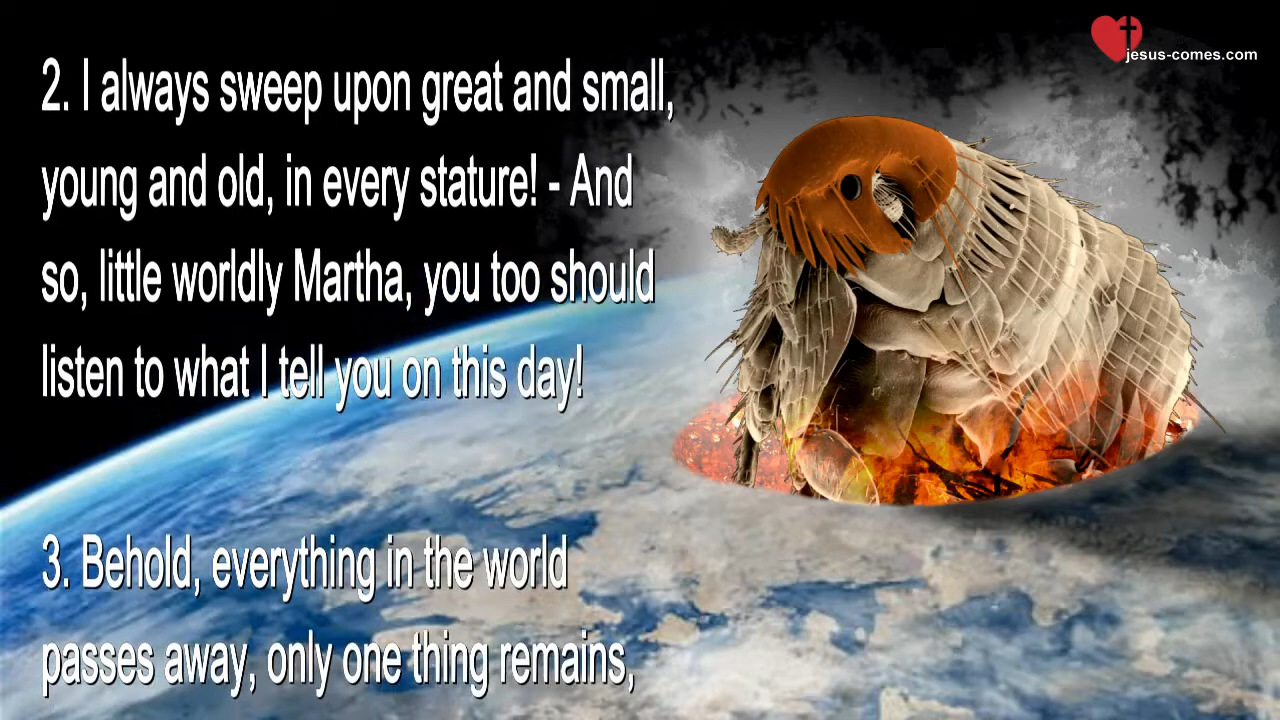 jesus-comes.com
2. I always sweep upon great and small,
young and old, in every stature! - And
so, little worldly Martha, you too should
listen to what I tell you on this day!
3. Behold, everything in the world
passes away, only one thing remains,